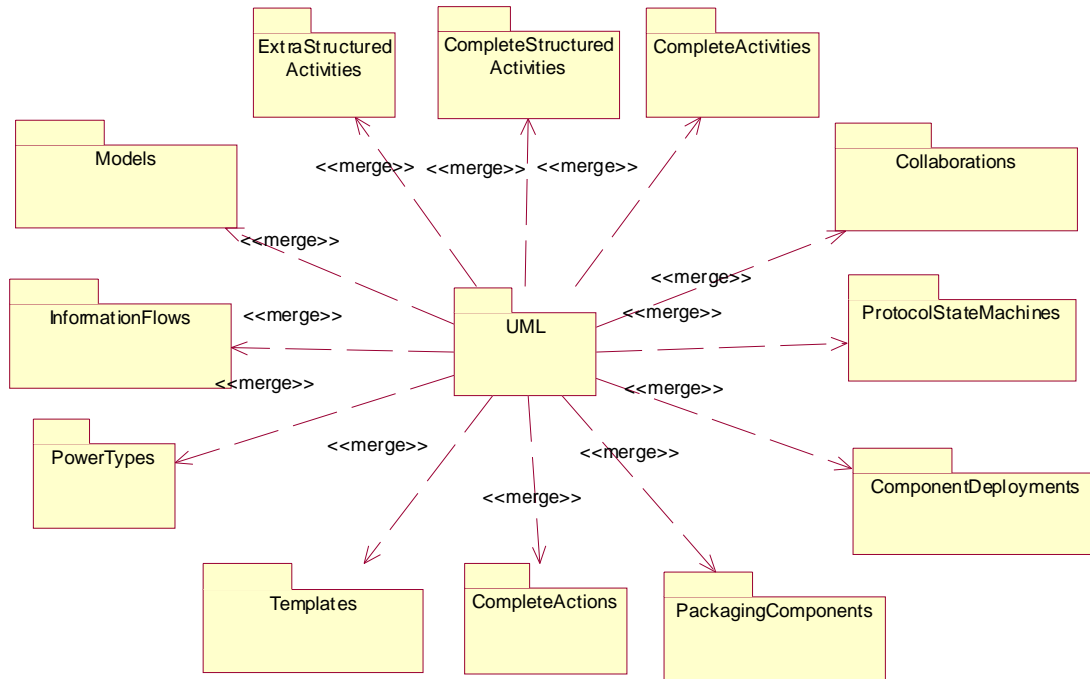 ExtraStructured
Activities
CompleteStructured
Activities
CompleteActivities
Models
Collaborations
<<merge>>
<<merge>>
<<merge>>
<<merge>>
<<merge>>
InformationFlows
<<merge>>
UML
<<merge>>
ProtocolStateMachines
<<merge>>
<<merge>>
PowerTypes
<<merge>>
<<merge>>
ComponentDeployments
<<merge>>
Templates
CompleteActions
PackagingComponents